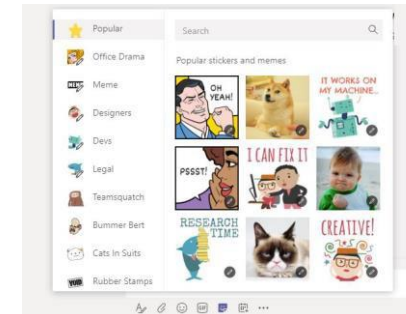 Popular
Office Drama
Meme
Designers
Devs
Legal
Teamsquatch
Bummer Bert
Cats In Suits
Rubber Stamps
Search
Popular stickers and memes
OH
YEAH!
IT WORKS ON
MY MACHINE...
PSSST!
I CAN FIX IT
RESEARCH
TIME
CREATIVE!
GIF